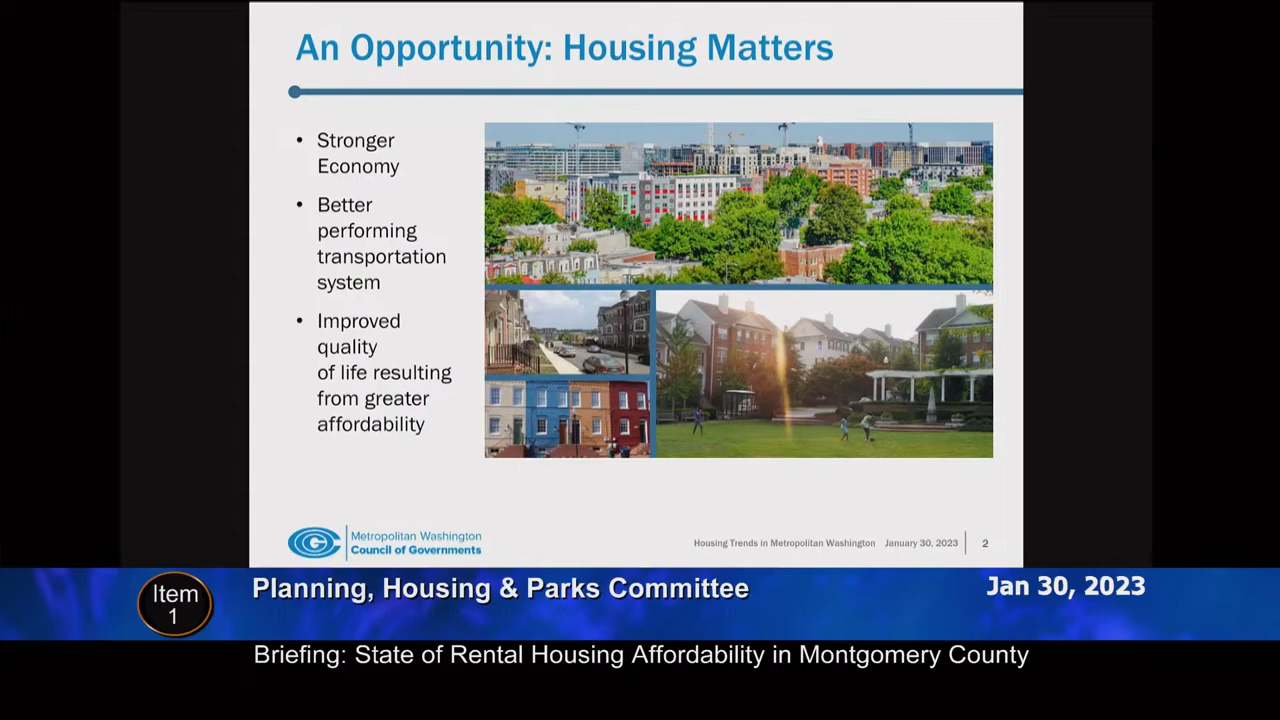 An Opportunity: Housing Matters
• Stronger
Economy
• Better
performing
transportation
system
• Improved
quality
of life resulting
from greater
affordability
Metropolitan Washington
Council of Governments
Housing Trends in Metropolitan Washington January 30, 2023 2
Item
1
Planning, Housing & Parks Committee
Jan 30, 2023
Briefing: State of Rental Housing Affordability in Montgomery County